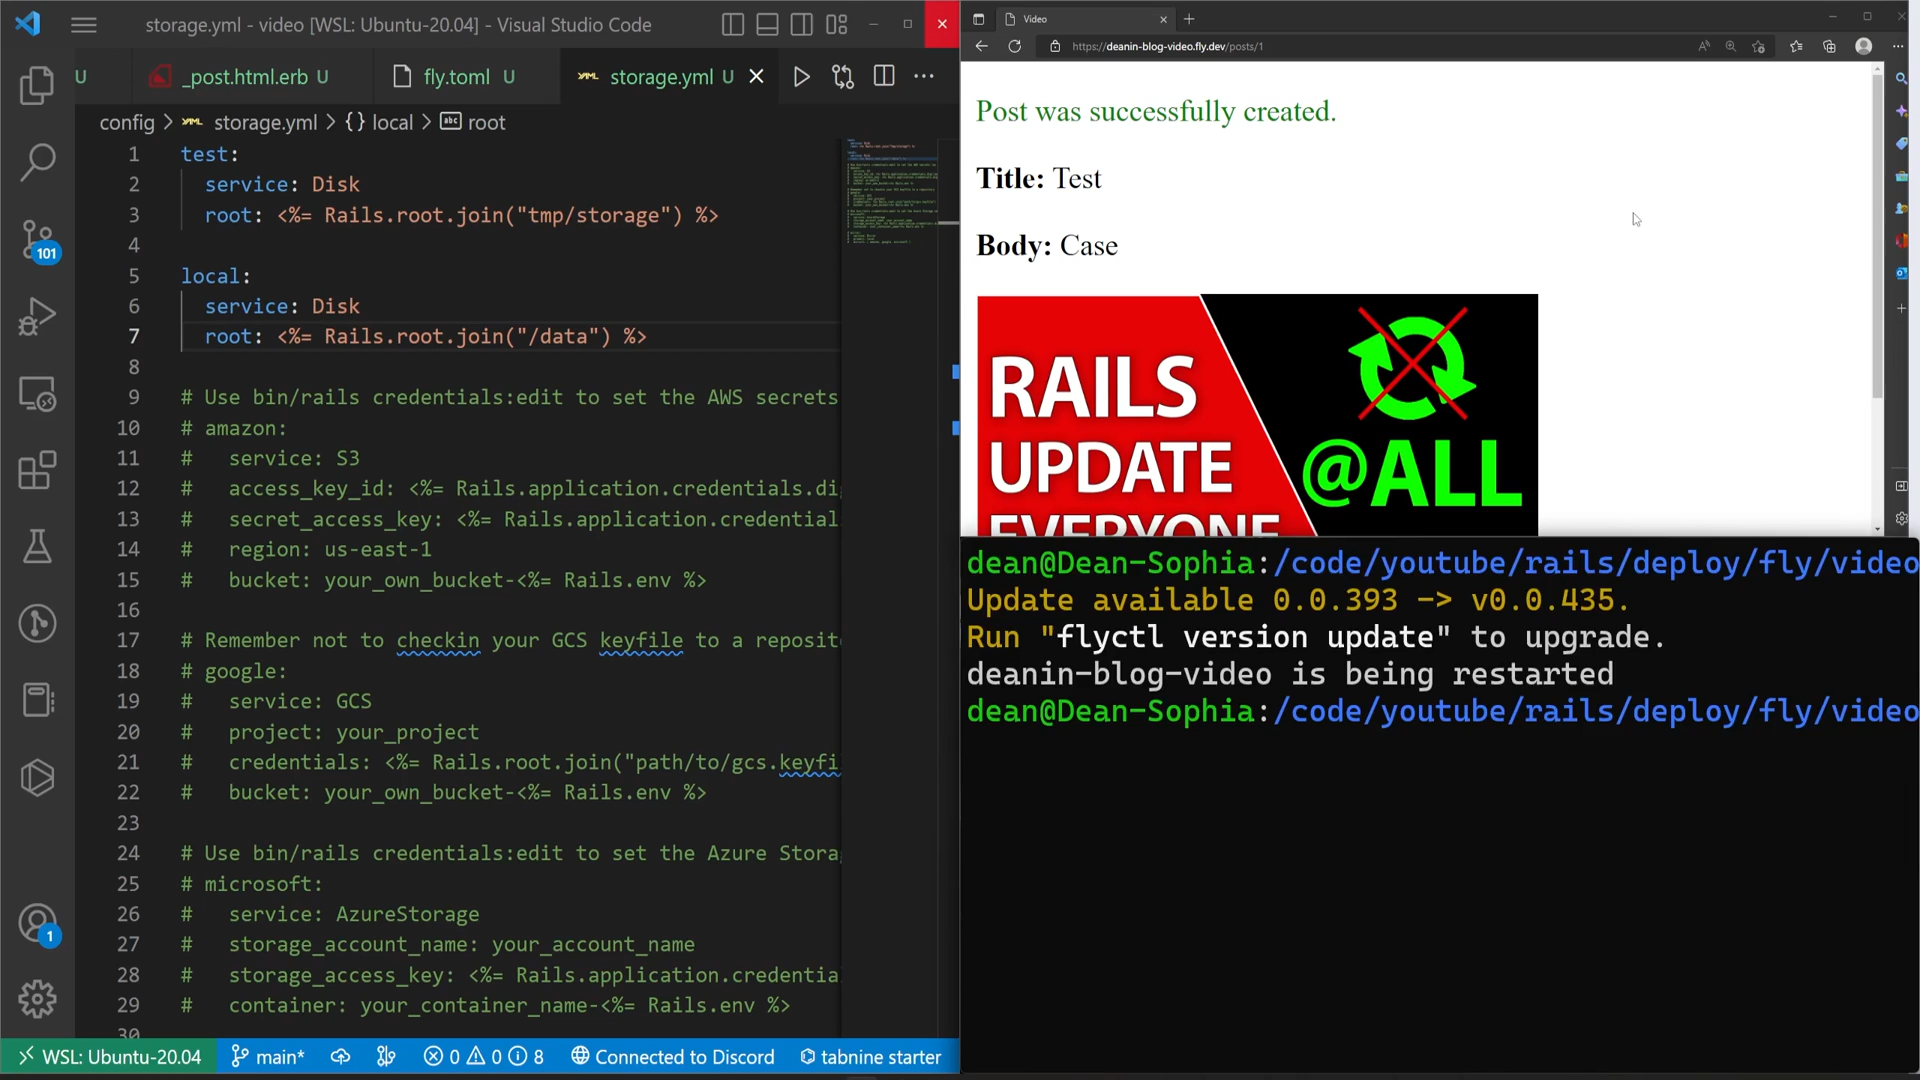 storage.yml - video [WSL: Ubuntu-20.04] - Visual Studio Code
U
_post.html.erb U
fly.toml U
storage.yml U
config > storage.yml > {} local > root
1 test:
2 service: Disk
3 root: <%= Rails.root.join("tmp/storage") %>
4
5 local:
6 service: Disk
7 root: <%= Rails.root.join("/data") %>
8
9 # Use bin/rails credentials:edit to set the AWS secrets
10 # amazon:
11 #   service: S3
12 #   access_key_id: <%= Rails.application.credentials.di
13 #   secret_access_key: <%= Rails.application.credential
14 #   region: us-east-1
15 #   bucket: your_own_bucket-<%= Rails.env %>
16
17 # Remember not to checkin your GCS keyfile to a reposit
18 # google:
19 #   service: GCS
20 #   project: your_project
21 #   credentials: <%= Rails.root.join("path/to/gcs.keyfi
22 #   bucket: your_own_bucket-<%= Rails.env %>
23
24 # Use bin/rails credentials:edit to set the Azure Stora
25 # microsoft:
26 #   service: AzureStorage
27 #   storage_account_name: your_account_name
28 #   storage_access_key: <%= Rails.application.credentia
29 #   container: your_container_name-<%= Rails.env %>
30
101
1
WSL: Ubuntu-20.04 main* 0 0 8 Connected to Discord tabnine starter
Video
https://deanin-blog-video.fly.dev/posts/1
Post was successfully created.
Title: Test
Body: Case
RAILS
UPDATE
EVERYONE
@ALL
dean@Dean-Sophia:/code/youtube/rails/deploy/fly/video
Update available 0.0.393 -> v0.0.435.
Run "flyctl version update" to upgrade.
deanin-blog-video is being restarted
dean@Dean-Sophia:/code/youtube/rails/deploy/fly/video